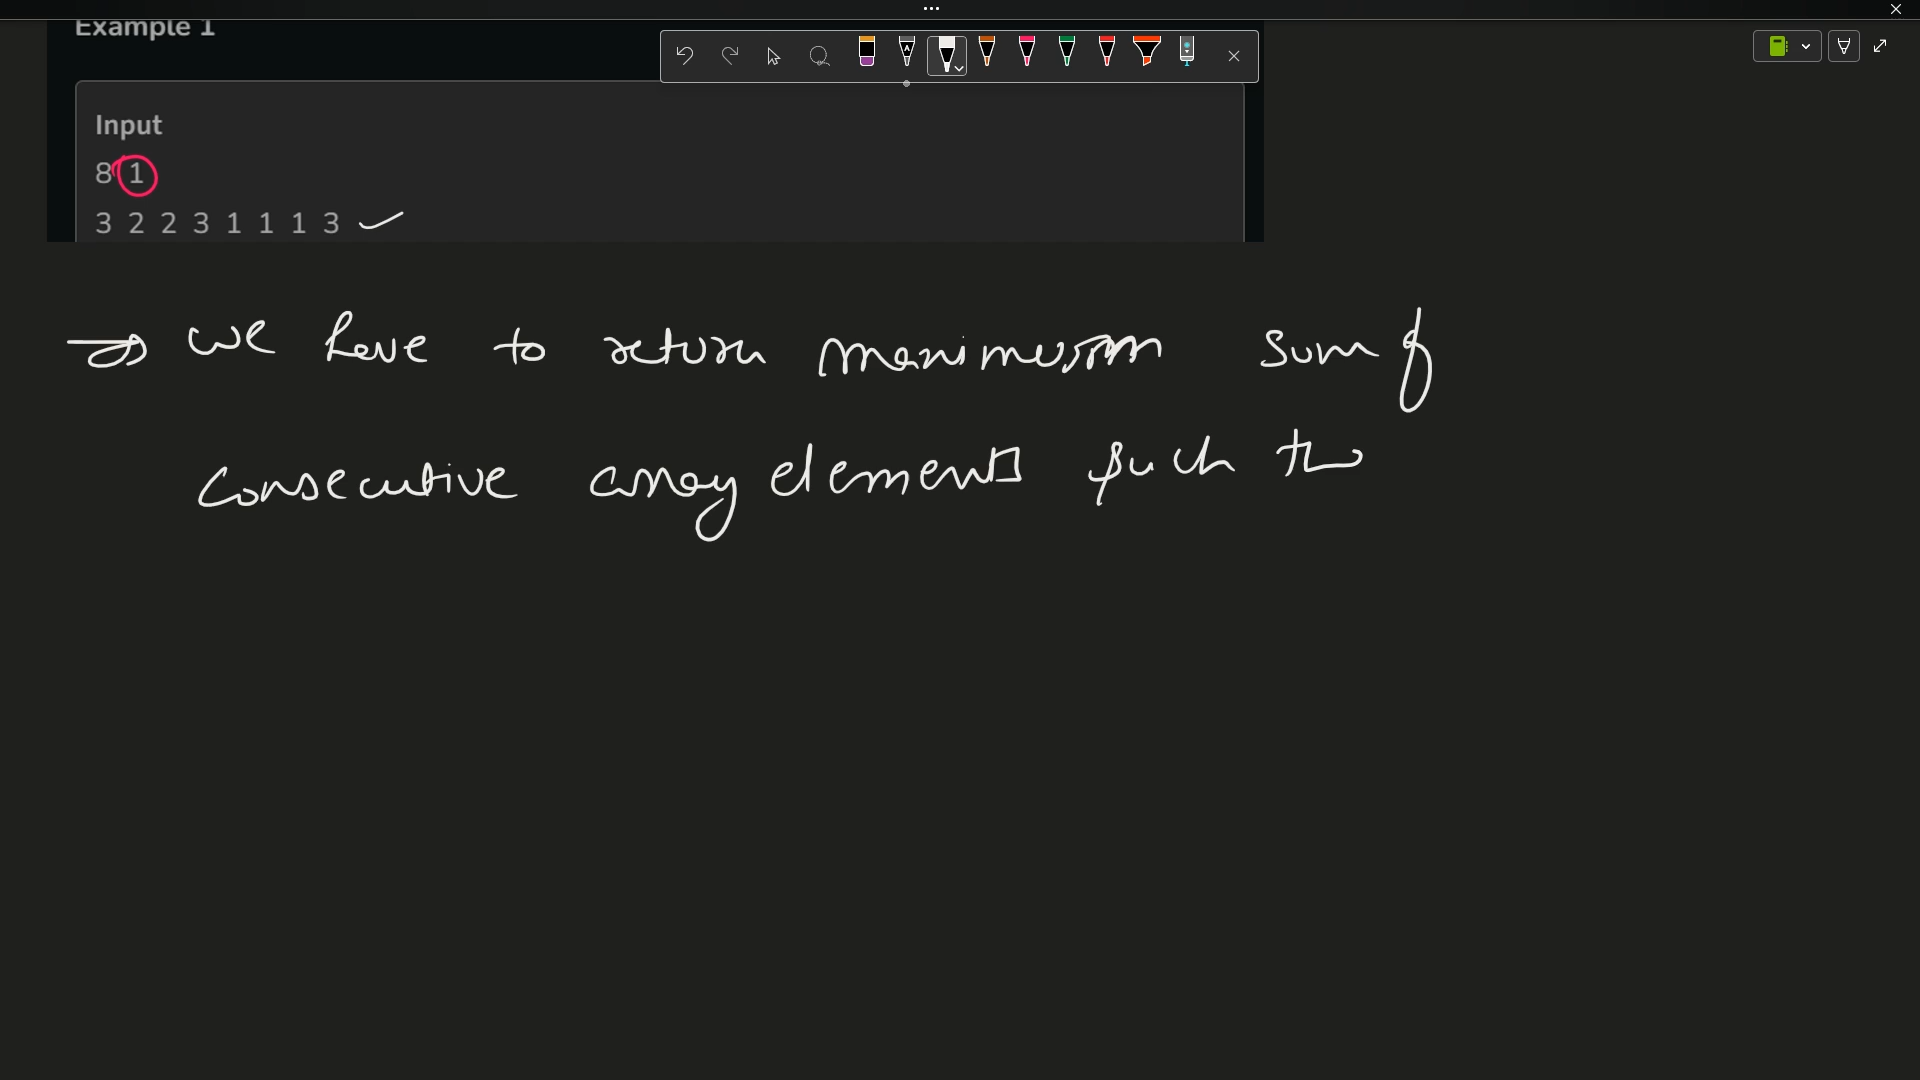 Example 1
Input
8 1
3 2 2 3 1 1 1 3
we have to return maximum sum of
consecutive array elements such th